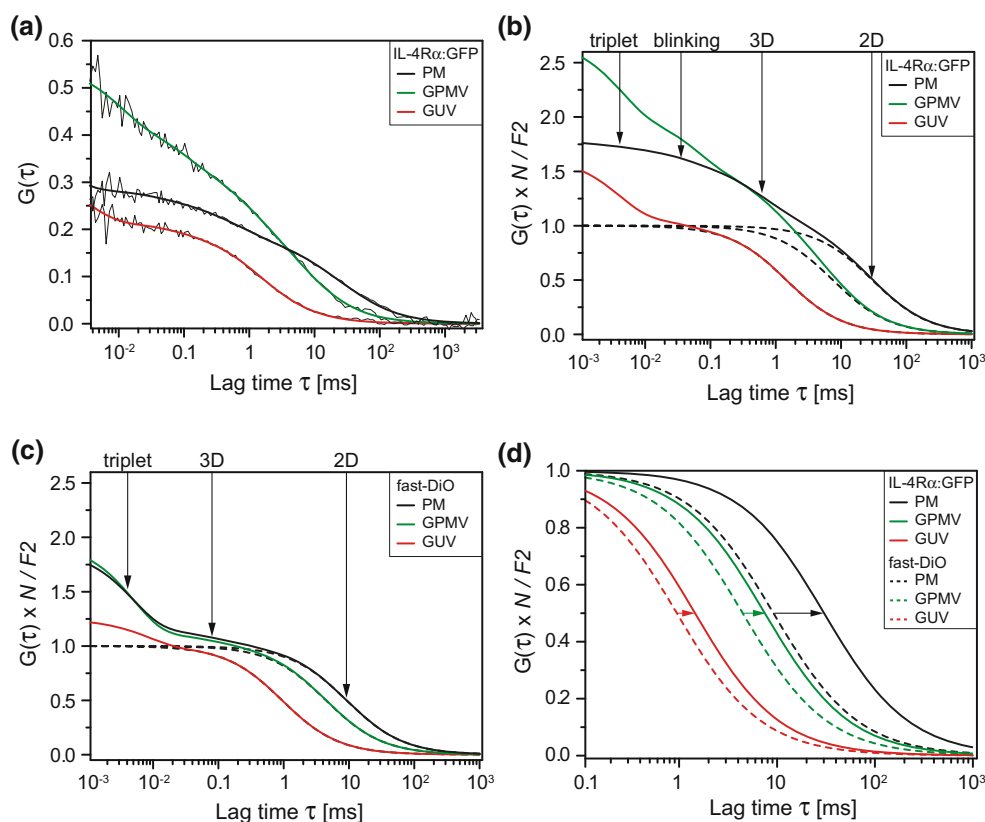 (a)
0.6
0.5
0.4
0.3
0.2
0.1
0.0
G(τ)
IL-4Rα:GFP
PM
GPMV
GUV
10⁻² 0.1 1 10 10² 10³
Lag time τ [ms]
(b)
triplet blinking 3D 2D
2.5
2.0
1.5
1.0
0.5
0.0
G(τ) x N / F2
IL-4Rα:GFP
PM
GPMV
GUV
10⁻³ 10⁻² 0.1 1 10 10² 10³
Lag time τ [ms]
(c)
triplet 3D 2D
2.5
2.0
1.5
1.0
0.5
0.0
G(τ) x N / F2
fast-DiO
PM
GPMV
GUV
10⁻³ 10⁻² 0.1 1 10 10² 10³
Lag time τ [ms]
(d)
1.0
0.8
0.6
0.4
0.2
0.0
G(τ) x N / F2
IL-4Rα:GFP
PM
GPMV
GUV
fast-DiO
PM
GPMV
GUV
0.1 1 10 10² 10³
Lag time τ [ms]